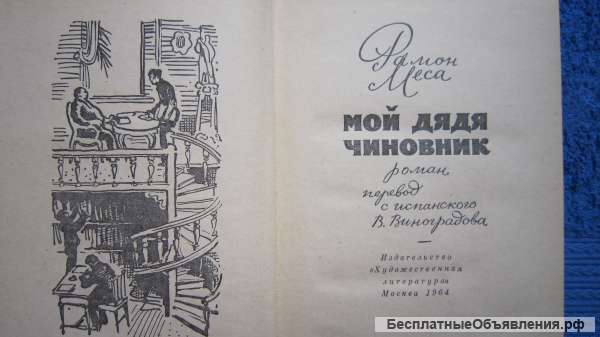 Рамон
Меса
МОЙ ДЯДЯ
ЧИНОВНИК
роман
перевод
с испанского
В. Виноградова
—
Издательство
«Художественная
литература»
Москва 1964
БесплатныеОбъявления.рф